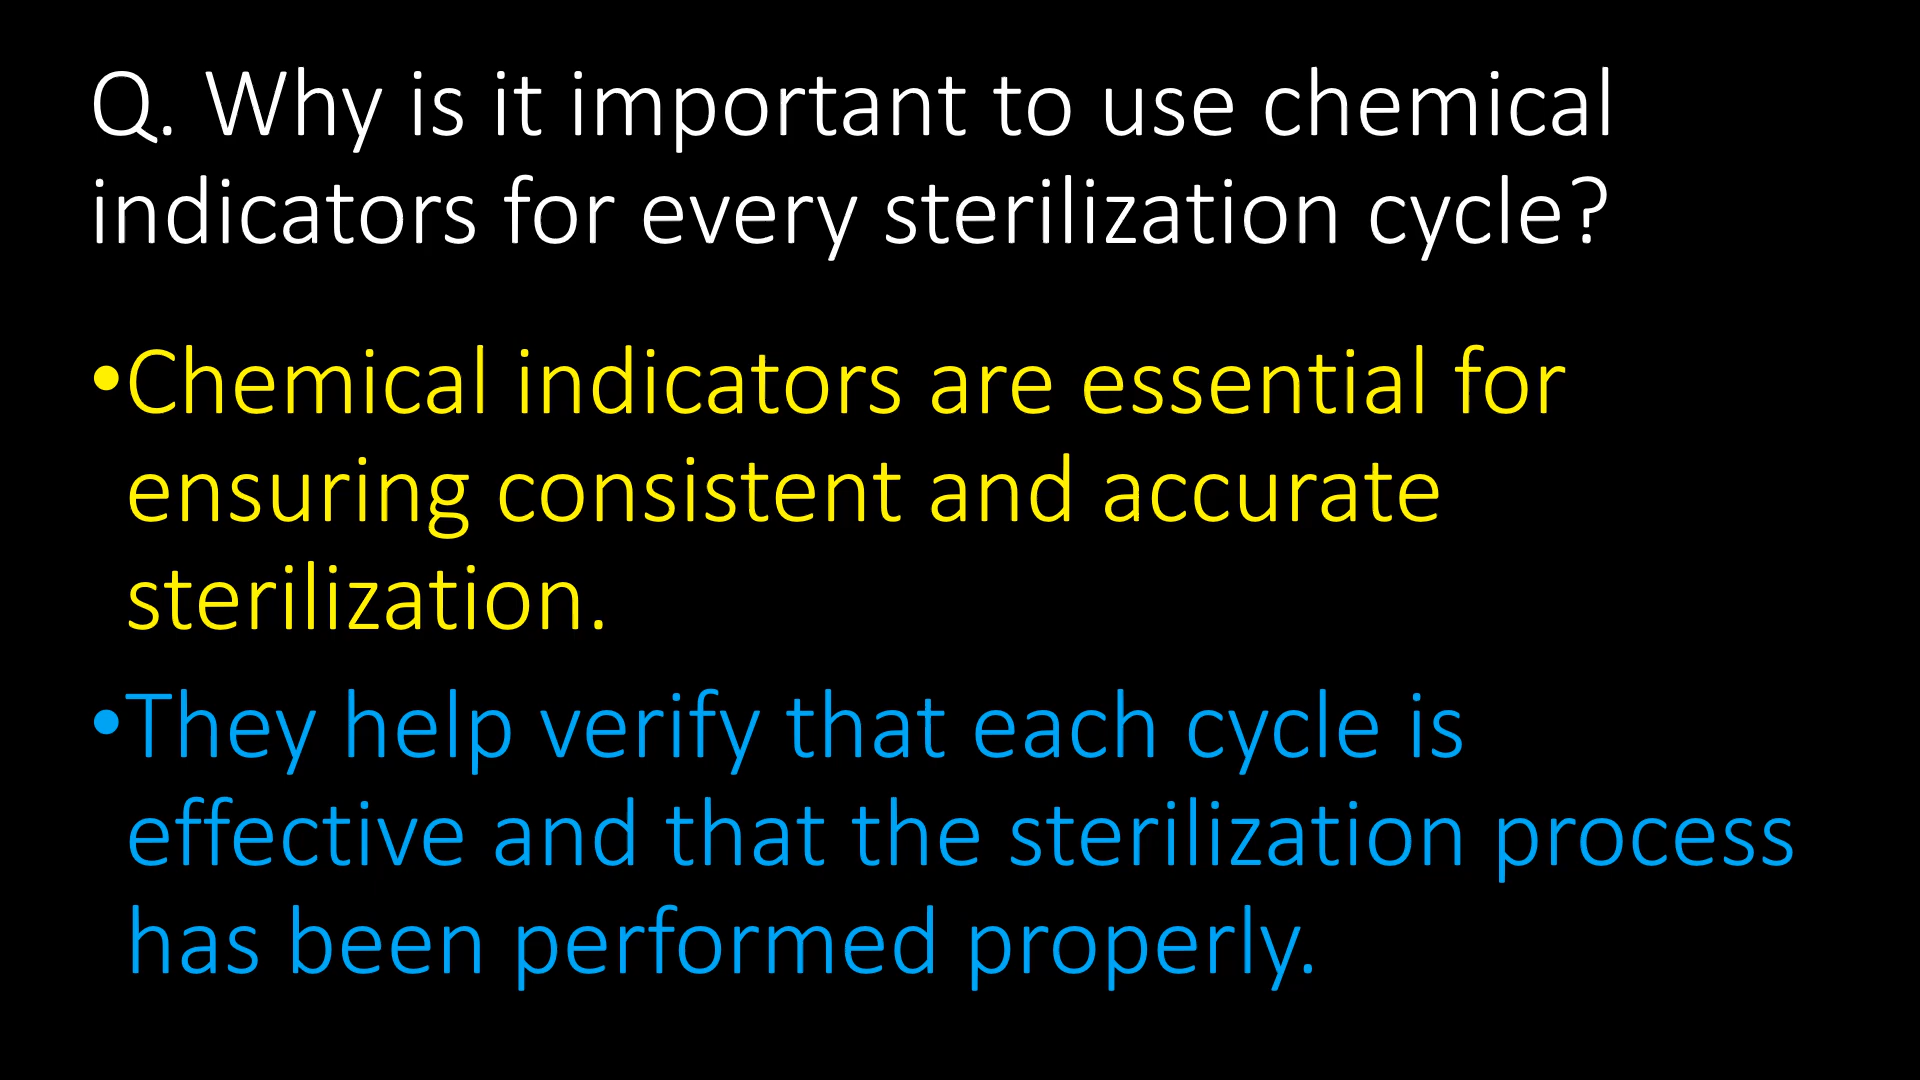 Q. Why is it important to use chemical
indicators for every sterilization cycle?
•Chemical indicators are essential for
ensuring consistent and accurate
sterilization.
•They help verify that each cycle is
effective and that the sterilization process
has been performed properly.